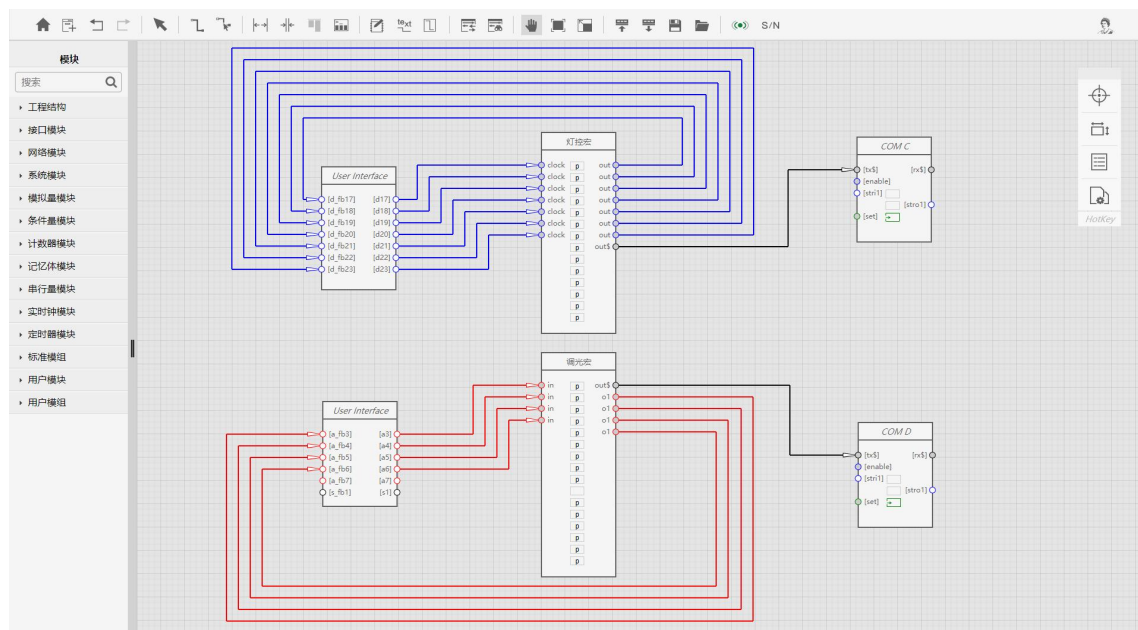 text
S/N
模块
搜索
工程结构
接口模块
网络模块
系统模块
模拟量模块
条件量模块
计数器模块
记忆体模块
串行量模块
实时钟模块
定时器模块
标准模组
用户模块
用户模组
User Interface
[d_fb17] [d17]
[d_fb18] [d18]
[d_fb19] [d19]
[d_fb20] [d20]
[d_fb21] [d21]
[d_fb22] [d22]
[d_fb23] [d23]
灯控宏
clock p out
clock p out
clock p out
clock p out
clock p out
clock p out
clock p out
p out$
p
p
p
p
p
p
COM C
[tx$] [rx$]
[enable]
[stri1]
[stro1]
[set]
HotKey
User Interface
[a_fb3] [a3]
[a_fb4] [a4]
[a_fb5] [a5]
[a_fb6] [a6]
[a_fb7] [a7]
[s_fb1] [s1]
调光宏
in p out$
in p o1
in p o1
in p o1
p o1
p
p
p
p
p
p
p
p
p
p
COM D
[tx$] [rx$]
[enable]
[stri1]
[stro1]
[set]